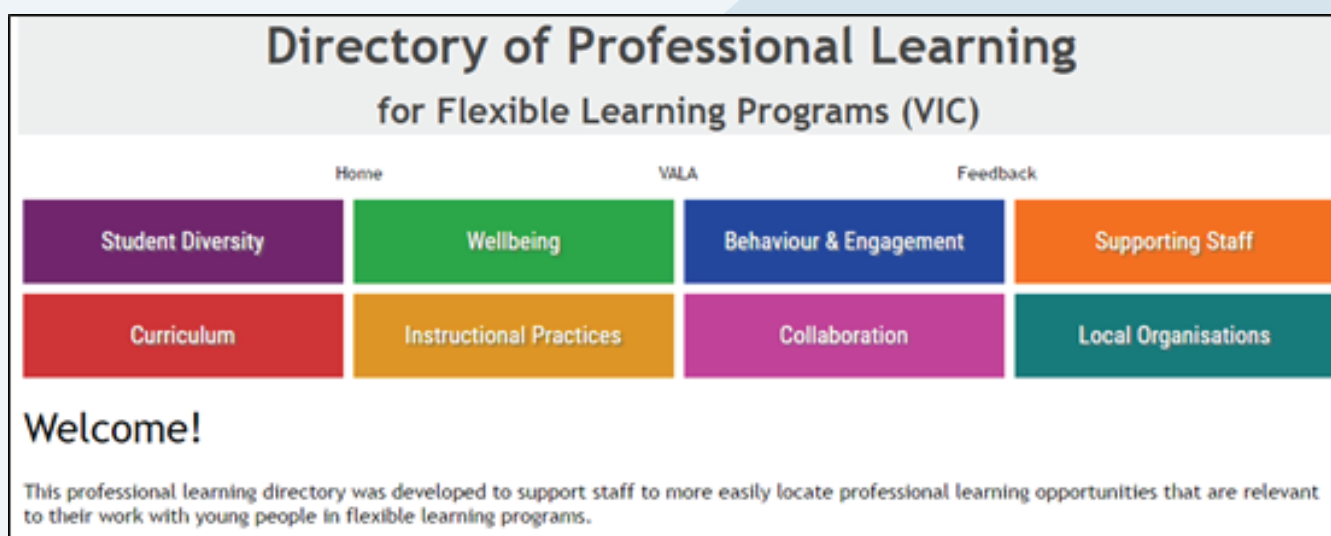 Directory of Professional Learning
for Flexible Learning Programs (VIC)
Home VALA Feedback
Student Diversity Wellbeing Behaviour & Engagement Supporting Staff
Curriculum Instructional Practices Collaboration Local Organisations
Welcome!
This professional learning directory was developed to support staff to more easily locate professional learning opportunities that are relevant
to their work with young people in flexible learning programs.